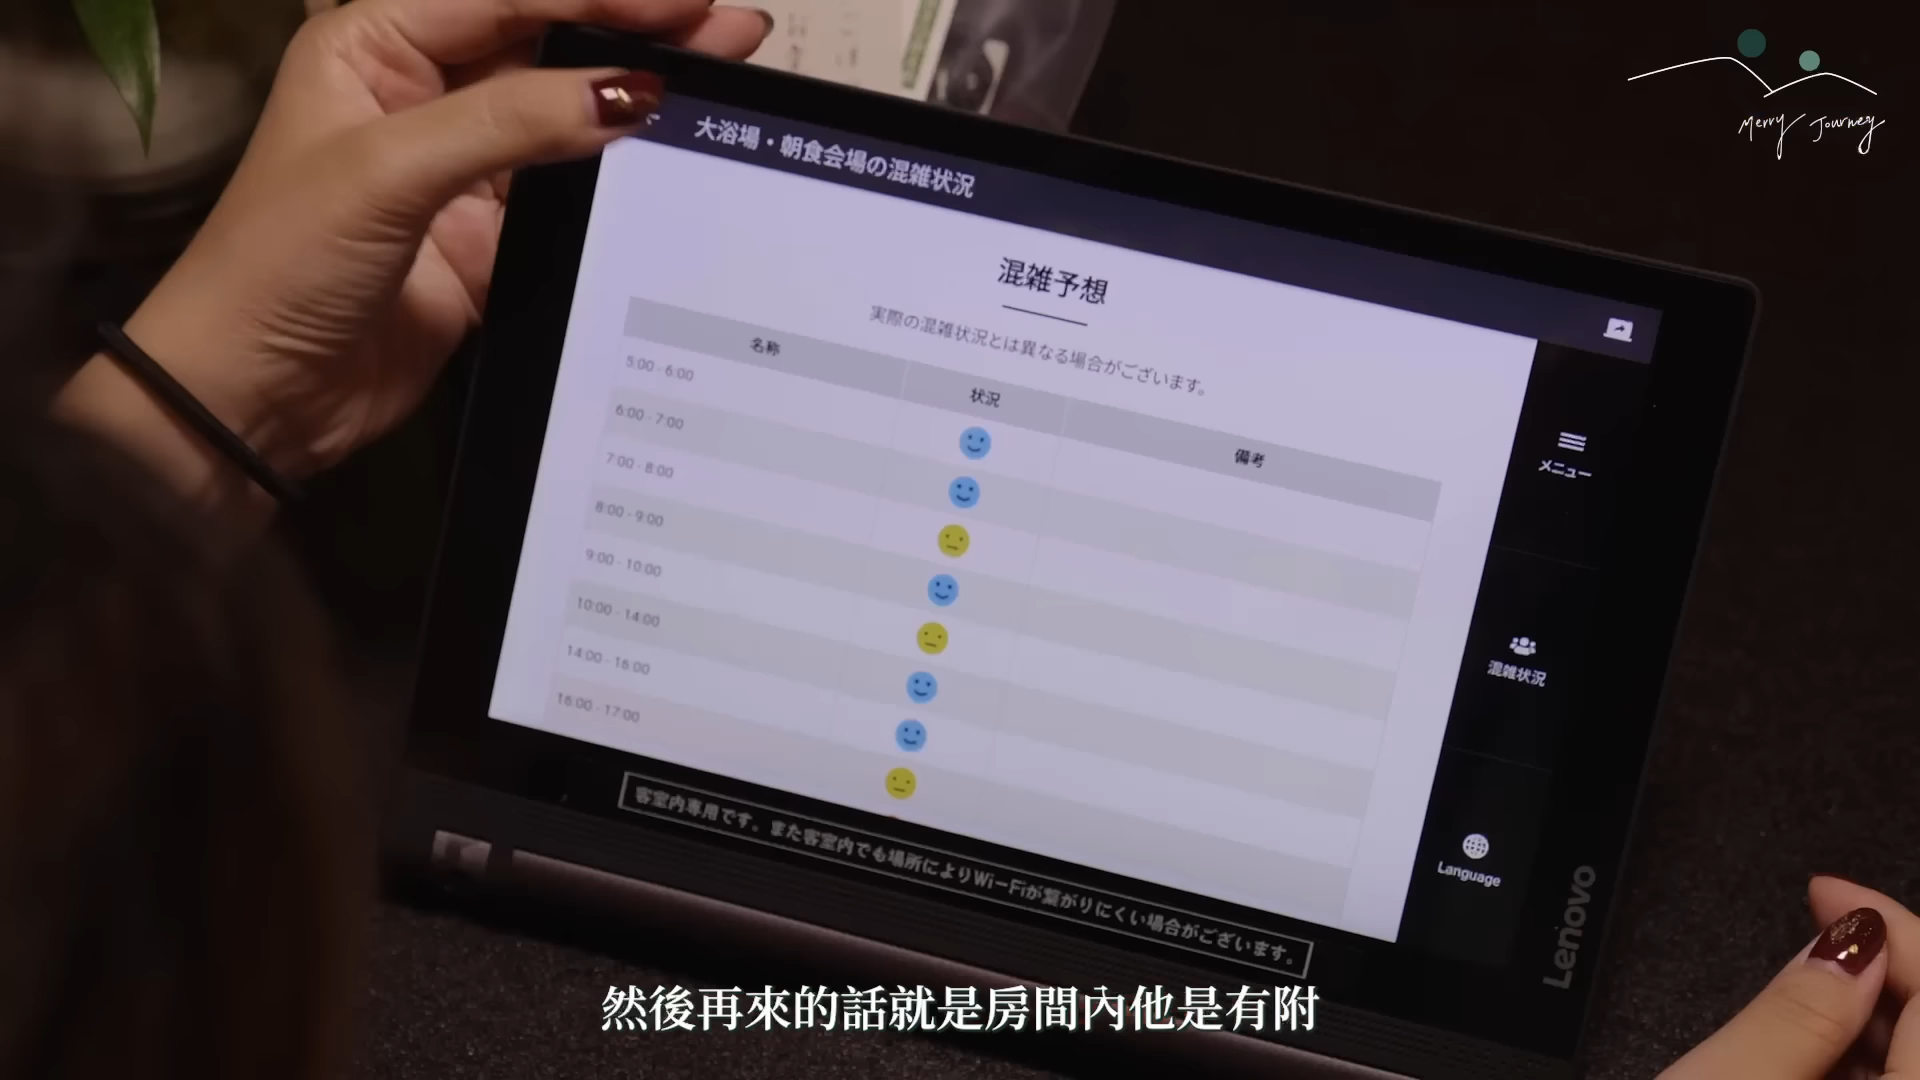 Merry Journey
大浴場・朝食会場の混雑状況
混雑予想
実際の混雑状況とは異なる場合がございます。
名称 状況 備考
5:00 - 6:00
6:00 - 7:00
7:00 - 8:00
8:00 - 9:00
9:00 - 10:00
10:00 - 14:00
14:00 - 16:00
16:00 - 17:00
メニュー
混雑状況
Language
客室内専用です。また客室内でも場所によりWi-Fiが繋がりにくい場合がございます。
Lenovo
然後再來的話就是房間內他是有附